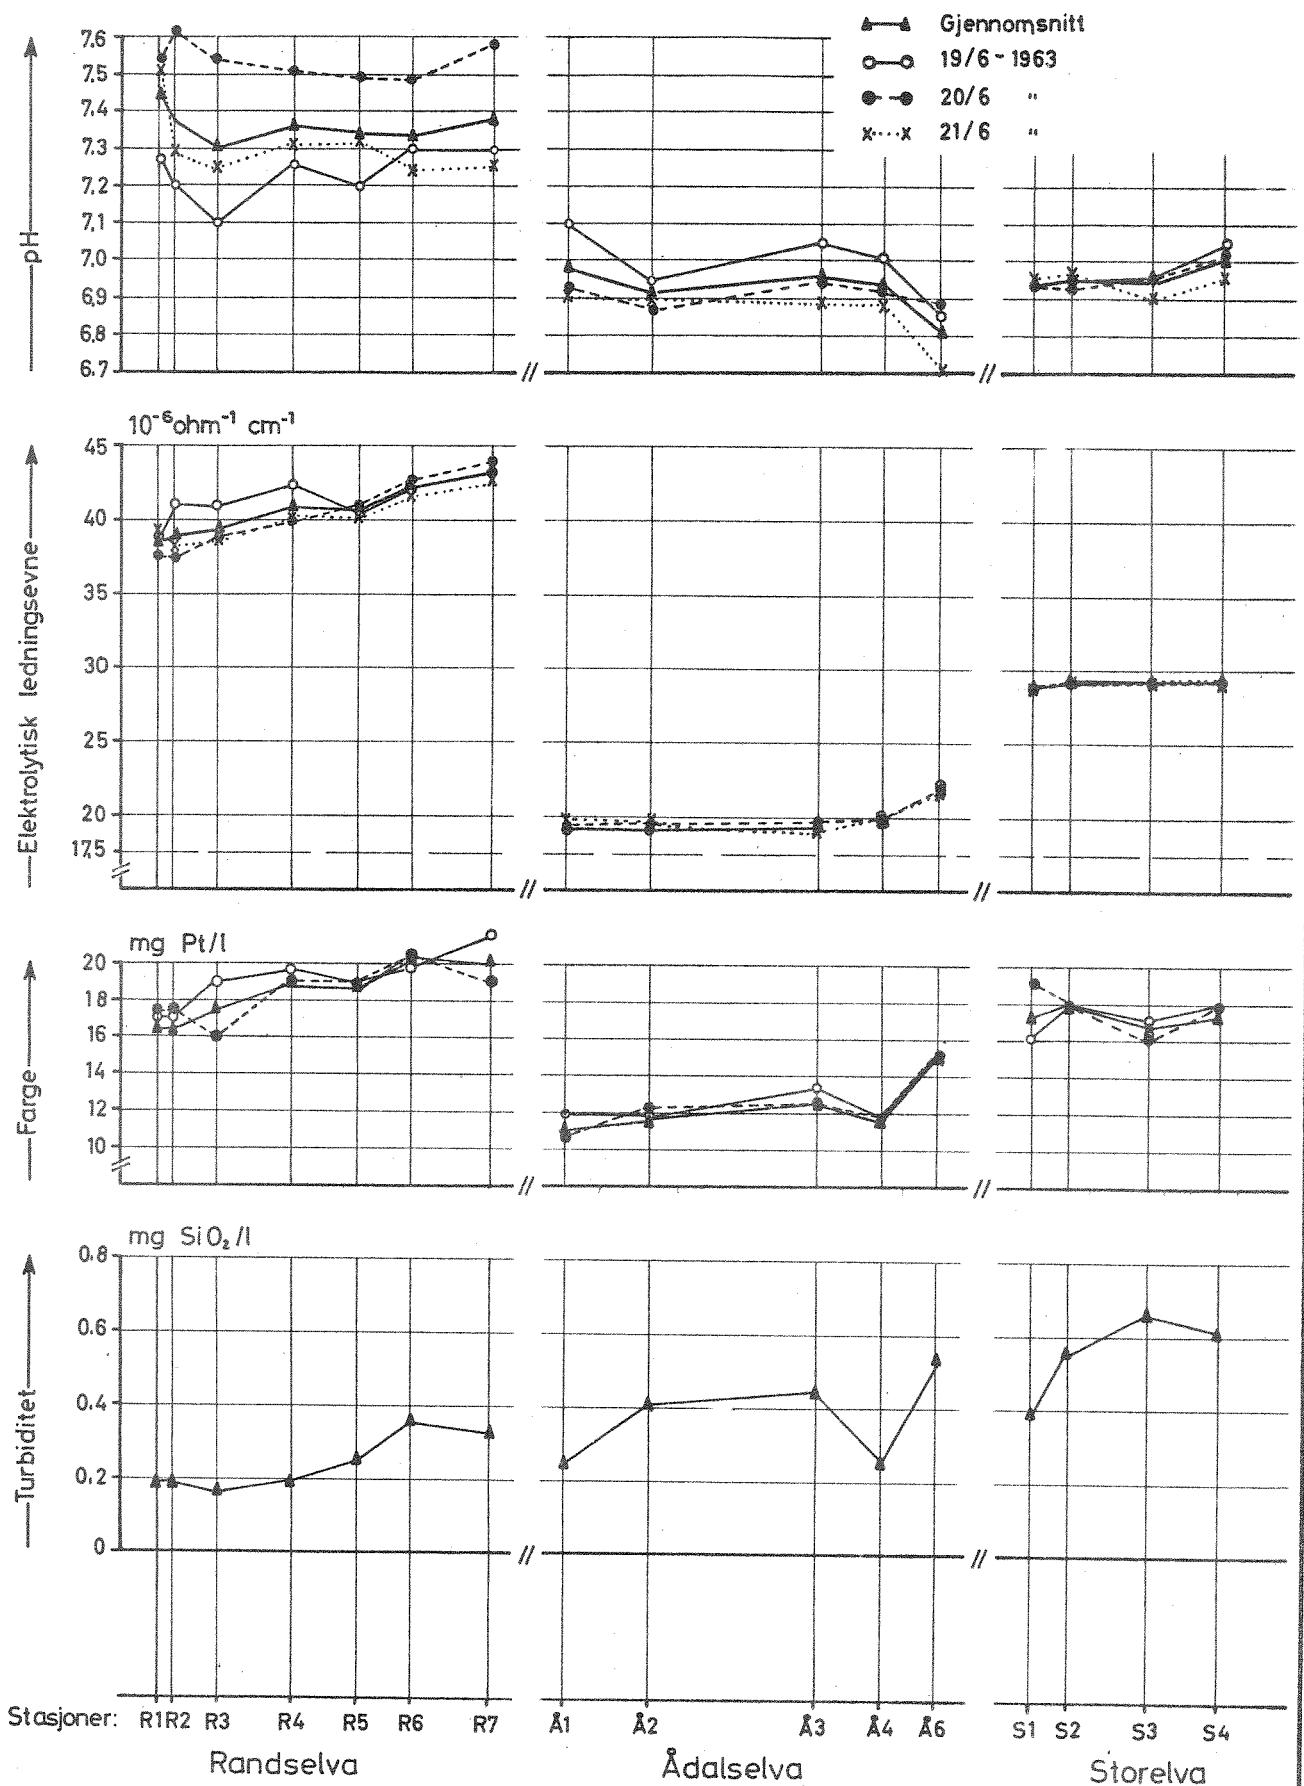 Gjennomsnitt
19/6 - 1963
20/6 "
21/6 "
pH
7.6
7.5
7.4
7.3
7.2
7.1
7.0
6.9
6.8
6.7
Elektrolytisk ledningsevne
10⁻⁶ohm⁻¹ cm⁻¹
45
40
35
30
25
20
17.5
Farge
mg Pt/l
20
18
16
14
12
10
Turbiditet
mg SiO₂/l
0.8
0.6
0.4
0.2
0
Stasjoner: R1 R2 R3 R4 R5 R6 R7 Å1 Å2 Å3 Å4 Å6 S1 S2 S3 S4
Randselva Ådalselva Storelva